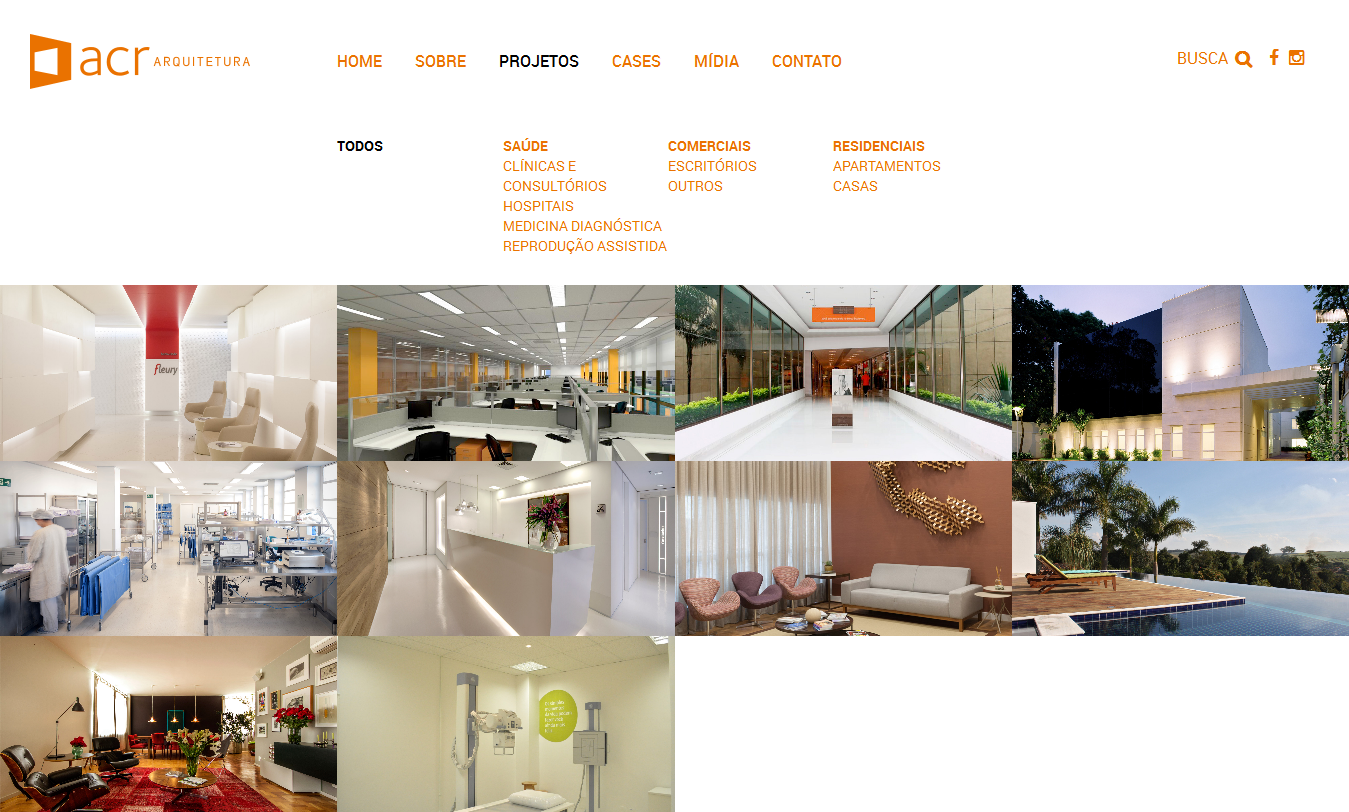 acr ARQUITETURA
HOME SOBRE PROJETOS CASES MÍDIA CONTATO
BUSCA
TODOS
SAÚDE
CLÍNICAS E
CONSULTÓRIOS
HOSPITAIS
MEDICINA DIAGNÓSTICA
REPRODUÇÃO ASSISTIDA
COMERCIAIS
ESCRITÓRIOS
OUTROS
RESIDENCIAIS
APARTAMENTOS
CASAS
fleury